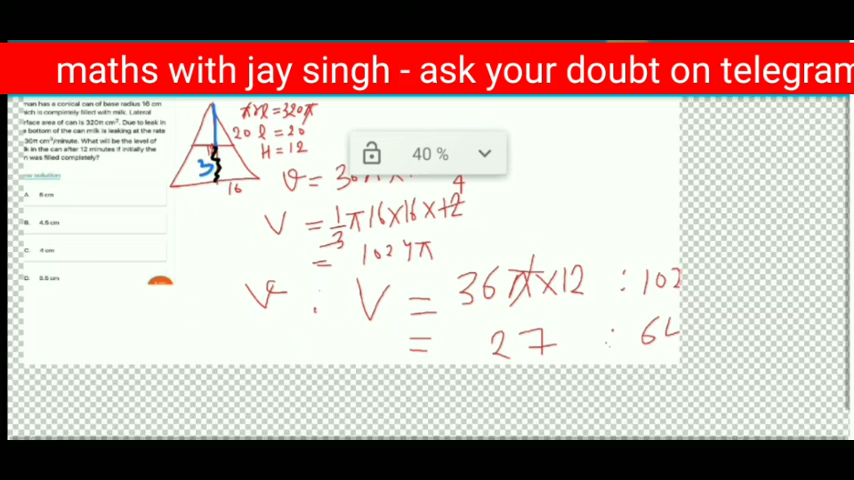 maths with jay singh - ask your doubt on telegram
man has a conical can of base radius 16 cm
ich is completely filled with milk. Lateral
rface area of can is 320π cm². Due to leak in
e bottom of the can milk is leaking at the rate
36π cm³/minute. What will be the level of
k in the can after 12 minutes if initially the
n was filled completely?
A 6 cm
B. 4.5 cm
C. 4 cm
D. 5.5 cm
πrl = 320π
20 l = 20
H = 12
3
16
40 %
v = 36π×
4
V = 1/3 π16×16×12
= 1024π
v : V = 36π×12 : 102
= 27 : 64